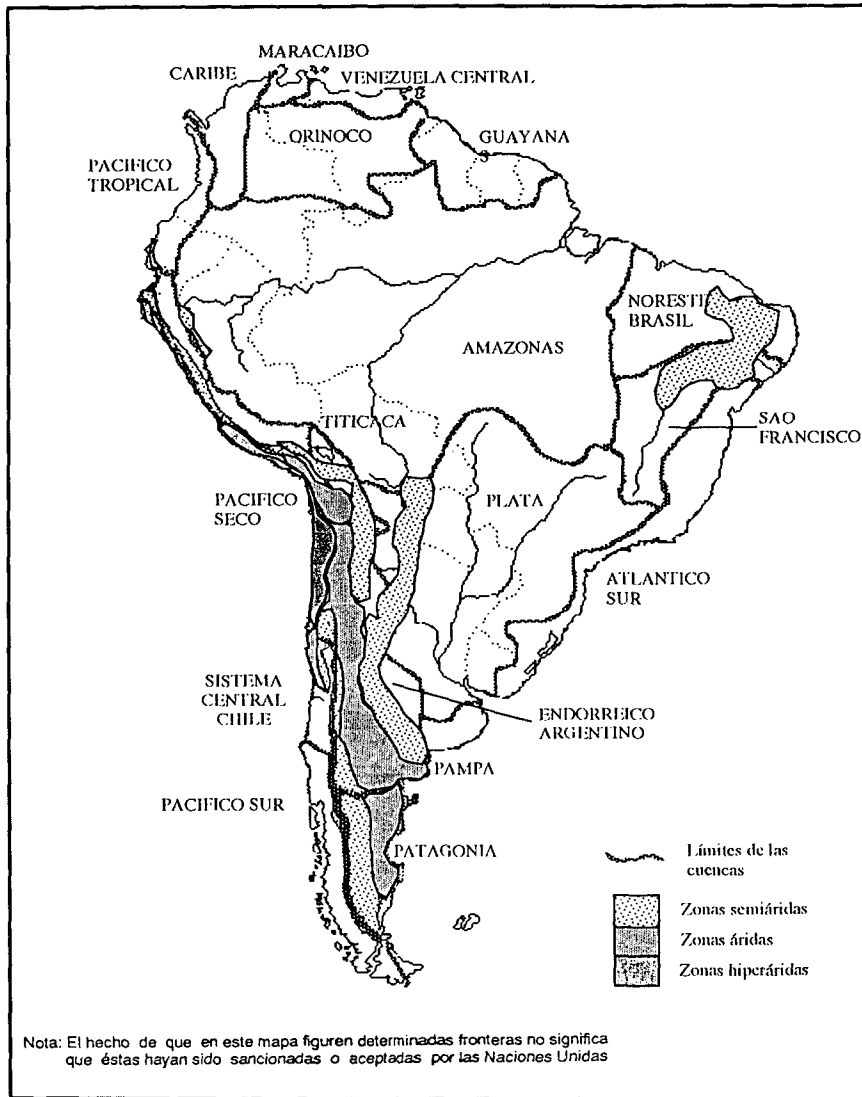 MARACAIBO
CARIBE
VENEZUELA CENTRAL
ORINOCO
GUAYANA
PACIFICO
TROPICAL
NORESTE
BRASIL
AMAZONAS
TITICACA
SAO
FRANCISCO
PACIFICO
SECO
PLATA
ATLANTICO
SUR
SISTEMA
CENTRAL
CHILE
ENDORREICO
ARGENTINO
PAMPA
PACIFICO SUR
PATAGONIA
Límites de las
cuencas
Zonas semiáridas
Zonas áridas
Zonas hiperáridas
Nota: El hecho de que en este mapa figuren determinadas fronteras no significa
que éstas hayan sido sancionadas o aceptadas por las Naciones Unidas